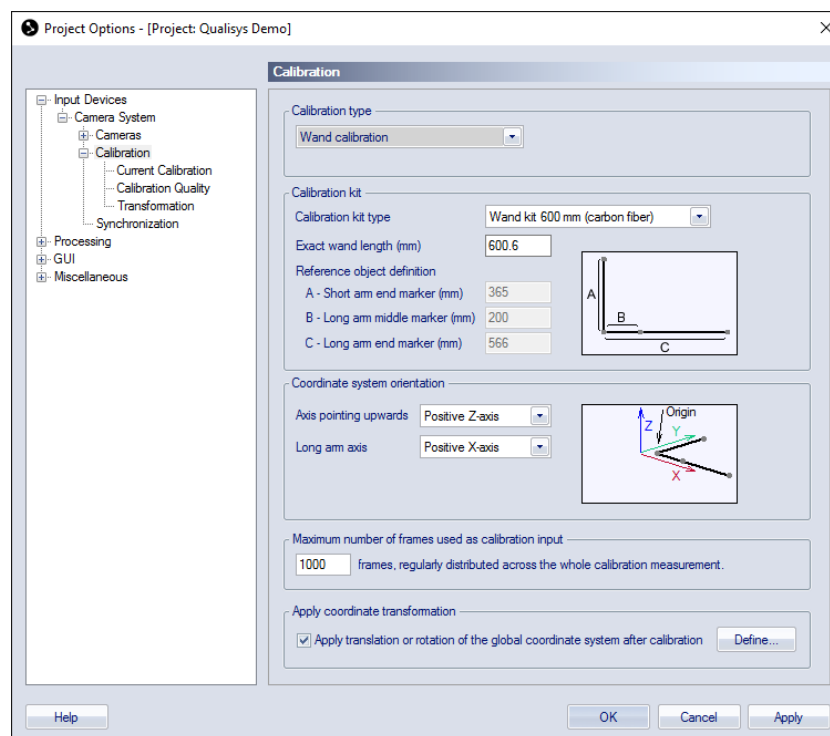 Project Options - [Project: Qualisys Demo]
Input Devices
Camera System
Cameras
Calibration
Current Calibration
Calibration Quality
Transformation
Synchronization
Processing
GUI
Miscellaneous
Calibration
Calibration type
Wand calibration
Calibration kit
Calibration kit type Wand kit 600 mm (carbon fiber)
Exact wand length (mm) 600.6
Reference object definition
A - Short arm end marker (mm) 365
B - Long arm middle marker (mm) 200
C - Long arm end marker (mm) 566
A
B
C
Coordinate system orientation
Axis pointing upwards Positive Z-axis
Long arm axis Positive X-axis
Origin
Z
Y
X
Maximum number of frames used as calibration input
1000 frames, regularly distributed across the whole calibration measurement.
Apply coordinate transformation
Apply translation or rotation of the global coordinate system after calibration Define...
Help OK Cancel Apply